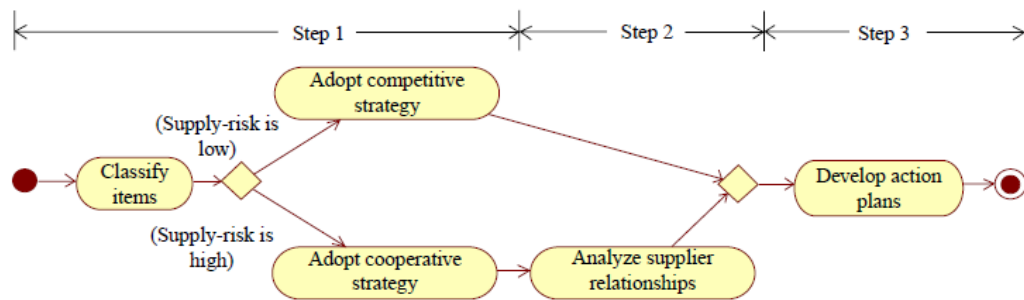 Step 1
Step 2
Step 3
Adopt competitive
strategy
(Supply-risk is
low)
Classify
items
Develop action
plans
(Supply-risk is
high)
Adopt cooperative
strategy
Analyze supplier
relationships